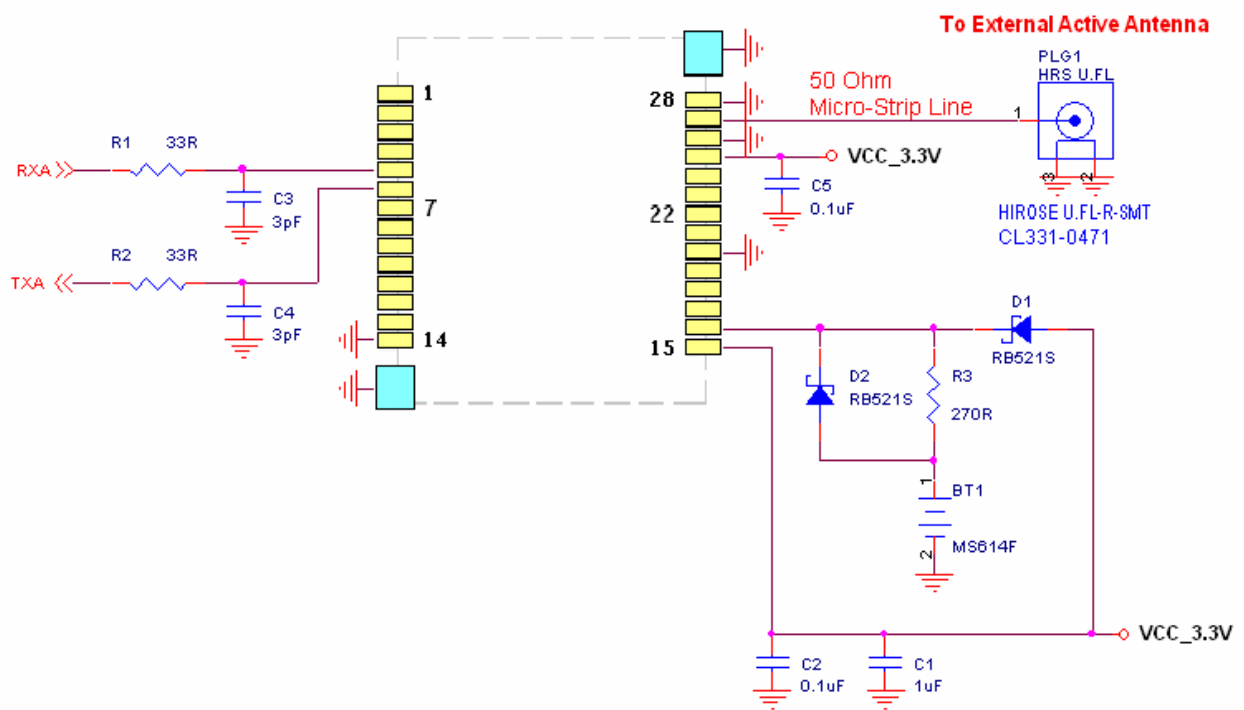 To External Active Antenna
PLG1
HRS U.FL
1
28
50 Ohm
Micro-Strip Line
1
R1 33R
RXA
VCC_3.3V
C3
3pF
7
C5
0.1uF
22
3
2
HIROSE U.FL-R-SMT
CL331-0471
R2 33R
TXA
C4
3pF
14
15
D1
RB521S
D2
RB521S
R3
270R
1
BT1
2
MS614F
VCC_3.3V
C2
0.1uF
C1
1uF